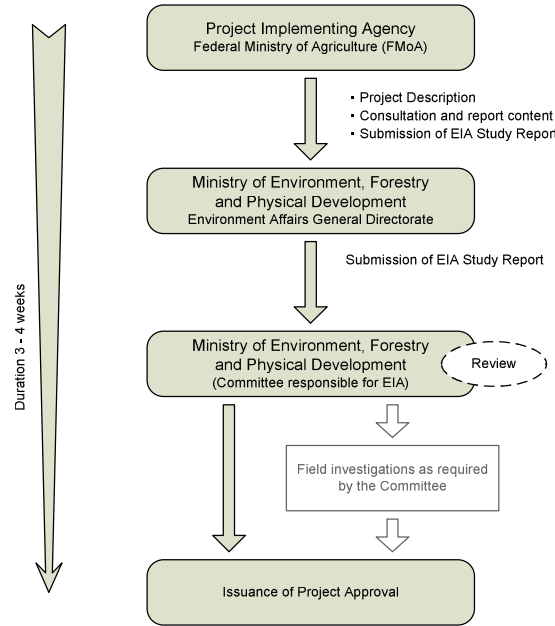 Project Implementing Agency
Federal Ministry of Agriculture (FMoA)
▪ Project Description
▪ Consultation and report content
▪ Submission of EIA Study Report
Ministry of Environment, Forestry
and Physical Development
Environment Affairs General Directorate
Submission of EIA Study Report
Duration 3 - 4 weeks
Ministry of Environment, Forestry
and Physical Development
(Committee responsible for EIA)
Review
Field investigations as required
by the Committee
Issuance of Project Approval